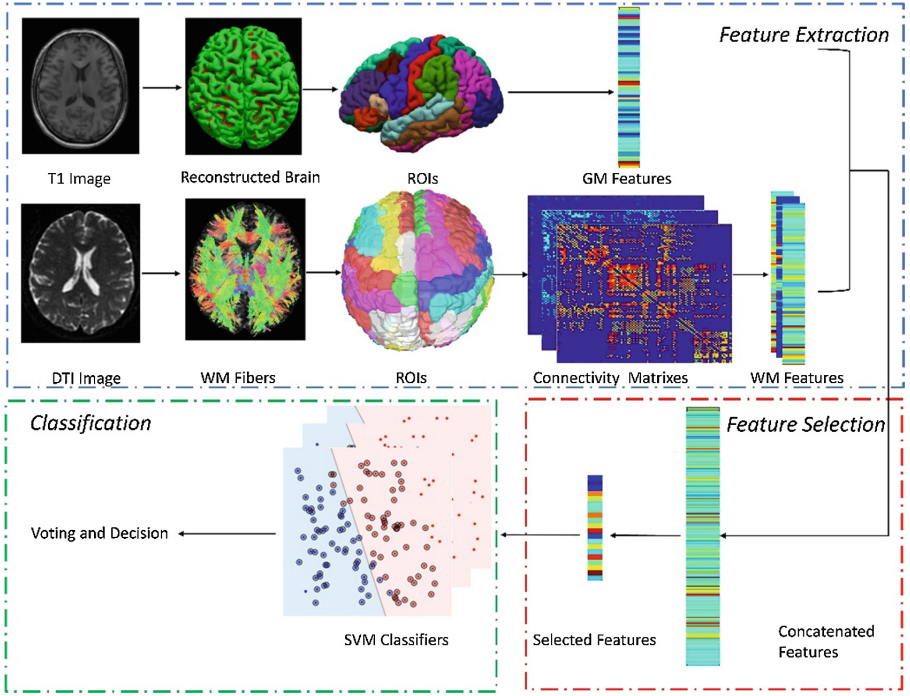 Feature Extraction
T1 Image
Reconstructed Brain
ROIs
GM Features
DTI Image
WM Fibers
ROIs
Connectivity Matrixes
WM Features
Classification
Feature Selection
Voting and Decision
SVM Classifiers
Selected Features
Concatenated
Features